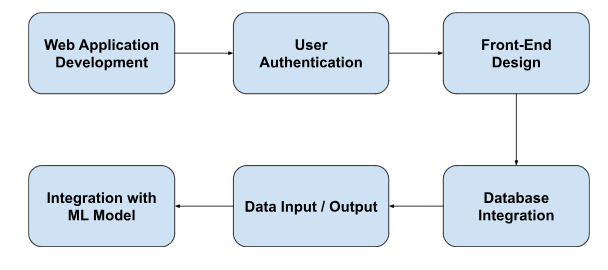 Web Application
Development
User
Authentication
Front-End
Design
Integration with
ML Model
Data Input / Output
Database
Integration